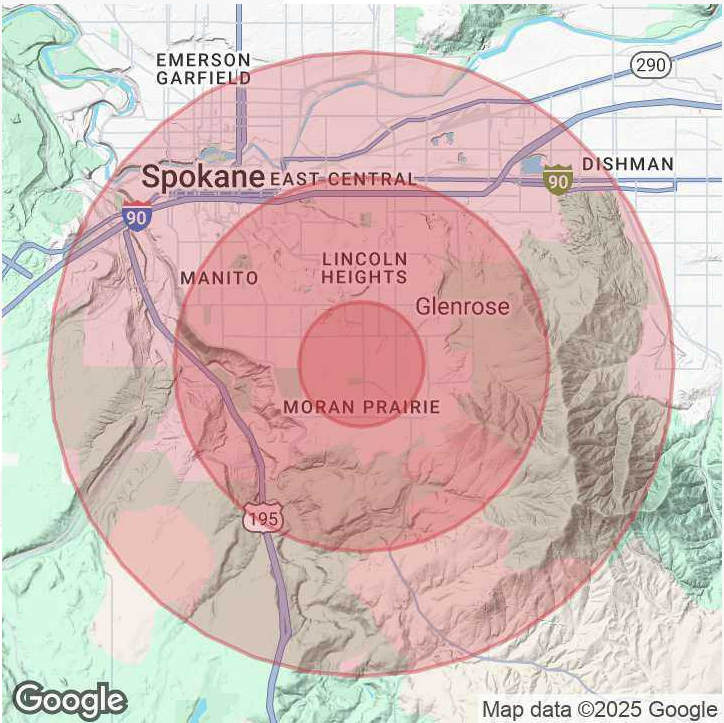 EMERSON
GARFIELD
290
DISHMAN
Spokane
EAST CENTRAL
90
90
LINCOLN
HEIGHTS
MANITO
Glenrose
MORAN PRAIRIE
195
Google
Map data ©2025 Google